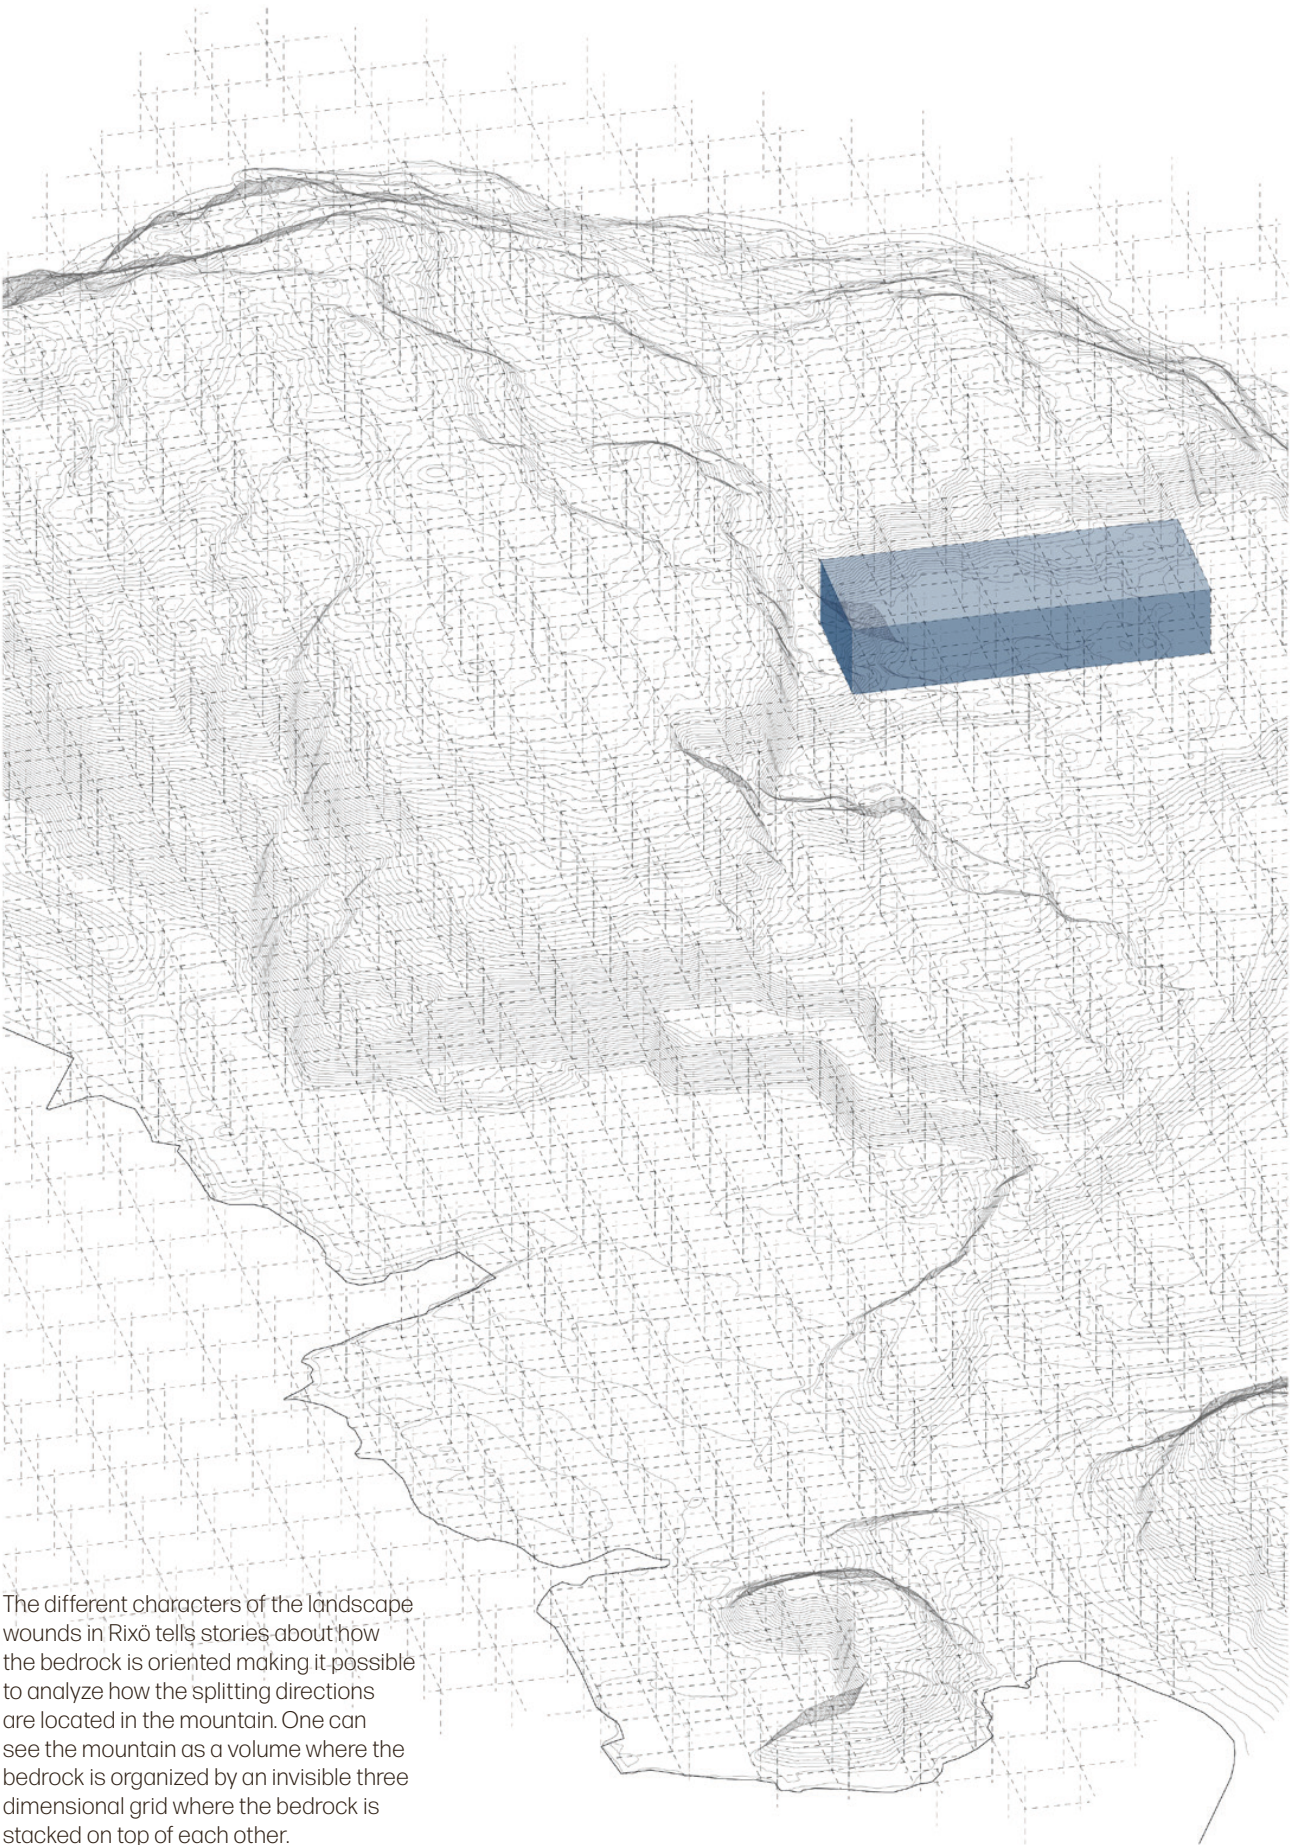 The different characters of the landscape
wounds in Rixö tells stories about how
the bedrock is oriented making it possible
to analyze how the splitting directions
are located in the mountain. One can
see the mountain as a volume where the
bedrock is organized by an invisible three
dimensional grid where the bedrock is
stacked on top of each other.